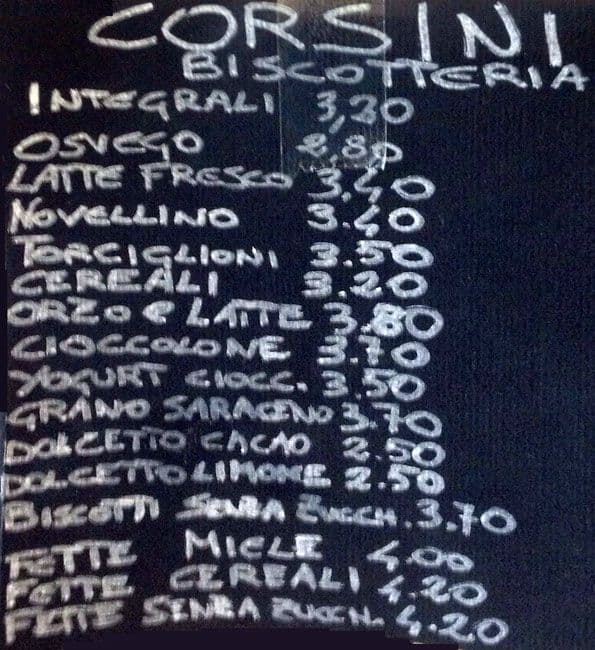 CORSINI
BISCOTTERIA
INTEGRALI 3,20
OSVEGO 2,80
LATTE FRESCO 3,40
NOVELLINO 3.40
TORCIGLIONI 3.50
CEREALI 3.20
ORZO e LATTE 3.80
CIOCCOLONE 3.70
YOGURT CIOCC. 3.50
GRANO SARACENO 3.70
DOLCETTO CACAO 2.50
DOLCETTO LIMONE 2.50
BISCOTTI SENZA ZUCCH. 3.70
FETTE MIELE 4.00
FETTE CEREALI 4.20
FETTE SENZA ZUCCH. 4.20